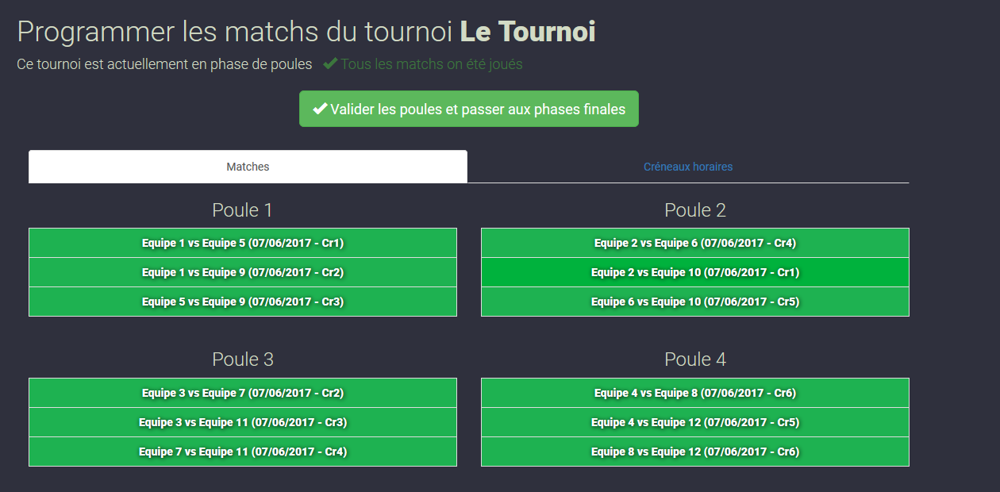 Programmer les matchs du tournoi Le Tournoi
Ce tournoi est actuellement en phase de poules Tous les matchs on été joués
Valider les poules et passer aux phases finales
Matches
Créneaux horaires
Poule 1
Equipe 1 vs Equipe 5 (07/06/2017 - Cr1)
Equipe 1 vs Equipe 9 (07/06/2017 - Cr2)
Equipe 5 vs Equipe 9 (07/06/2017 - Cr3)
Poule 2
Equipe 2 vs Equipe 6 (07/06/2017 - Cr4)
Equipe 2 vs Equipe 10 (07/06/2017 - Cr1)
Equipe 6 vs Equipe 10 (07/06/2017 - Cr5)
Poule 3
Equipe 3 vs Equipe 7 (07/06/2017 - Cr2)
Equipe 3 vs Equipe 11 (07/06/2017 - Cr3)
Equipe 7 vs Equipe 11 (07/06/2017 - Cr4)
Poule 4
Equipe 4 vs Equipe 8 (07/06/2017 - Cr6)
Equipe 4 vs Equipe 12 (07/06/2017 - Cr5)
Equipe 8 vs Equipe 12 (07/06/2017 - Cr6)